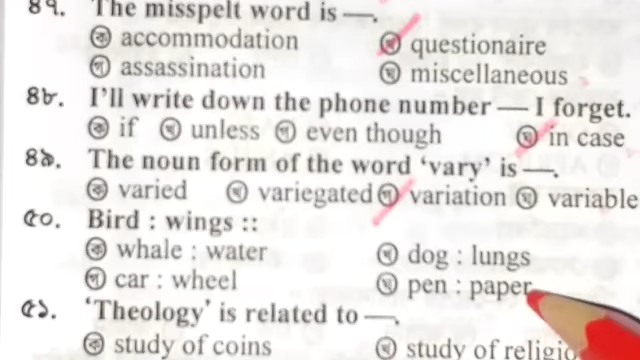 ৪৭. The misspelt word is —.
ক accommodation খ questionaire
গ assassination ঘ miscellaneous
৪৮. I'll write down the phone number — I forget.
ক if খ unless গ even though ঘ in case
৪৯. The noun form of the word 'vary' is —.
ক varied খ variegated গ variation ঘ variable
৫০. Bird : wings ::
ক whale : water খ dog : lungs
গ car : wheel ঘ pen : paper
৫১. 'Theology' is related to —.
ক study of coins খ study of